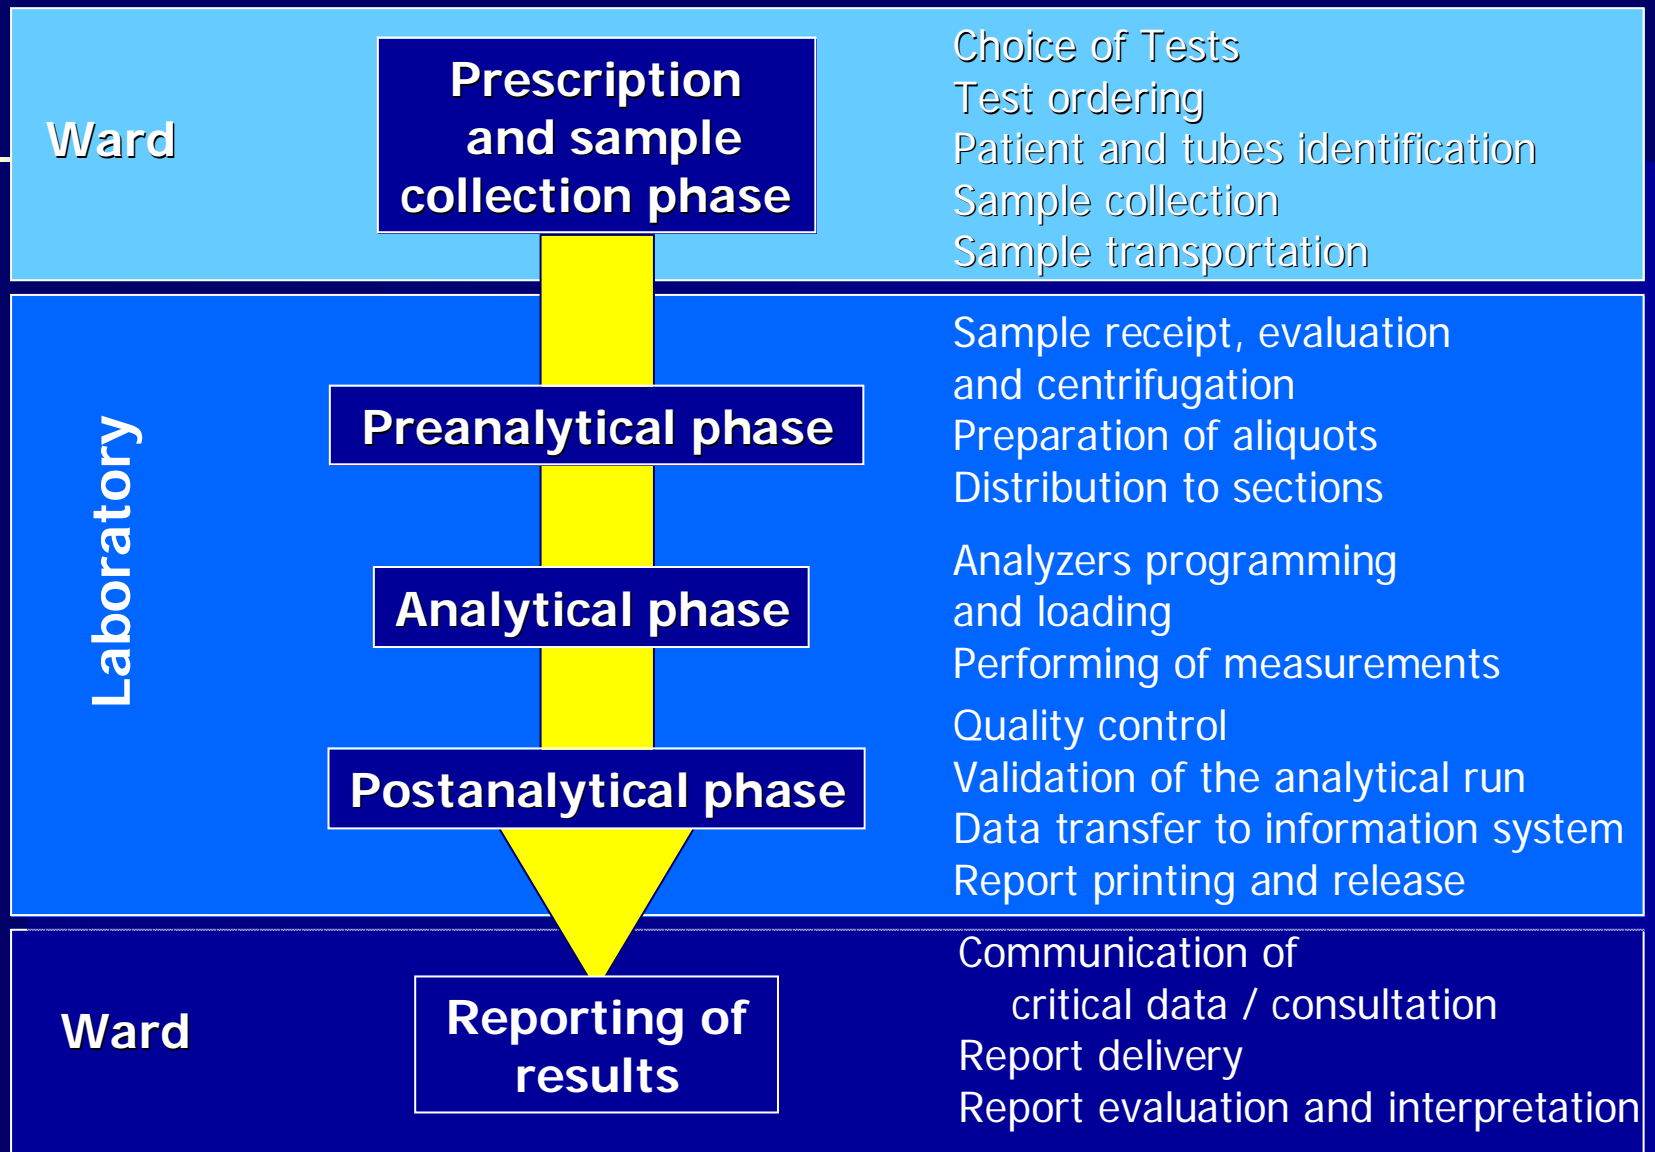 Ward
Prescription
and sample
collection phase
Choice of Tests
Test ordering
Patient and tubes identification
Sample collection
Sample transportation
Laboratory
Preanalytical phase
Sample receipt, evaluation
and centrifugation
Preparation of aliquots
Distribution to sections
Analytical phase
Analyzers programming
and loading
Performing of measurements
Postanalytical phase
Quality control
Validation of the analytical run
Data transfer to information system
Report printing and release
Ward
Reporting of
results
Communication of
critical data / consultation
Report delivery
Report evaluation and interpretation